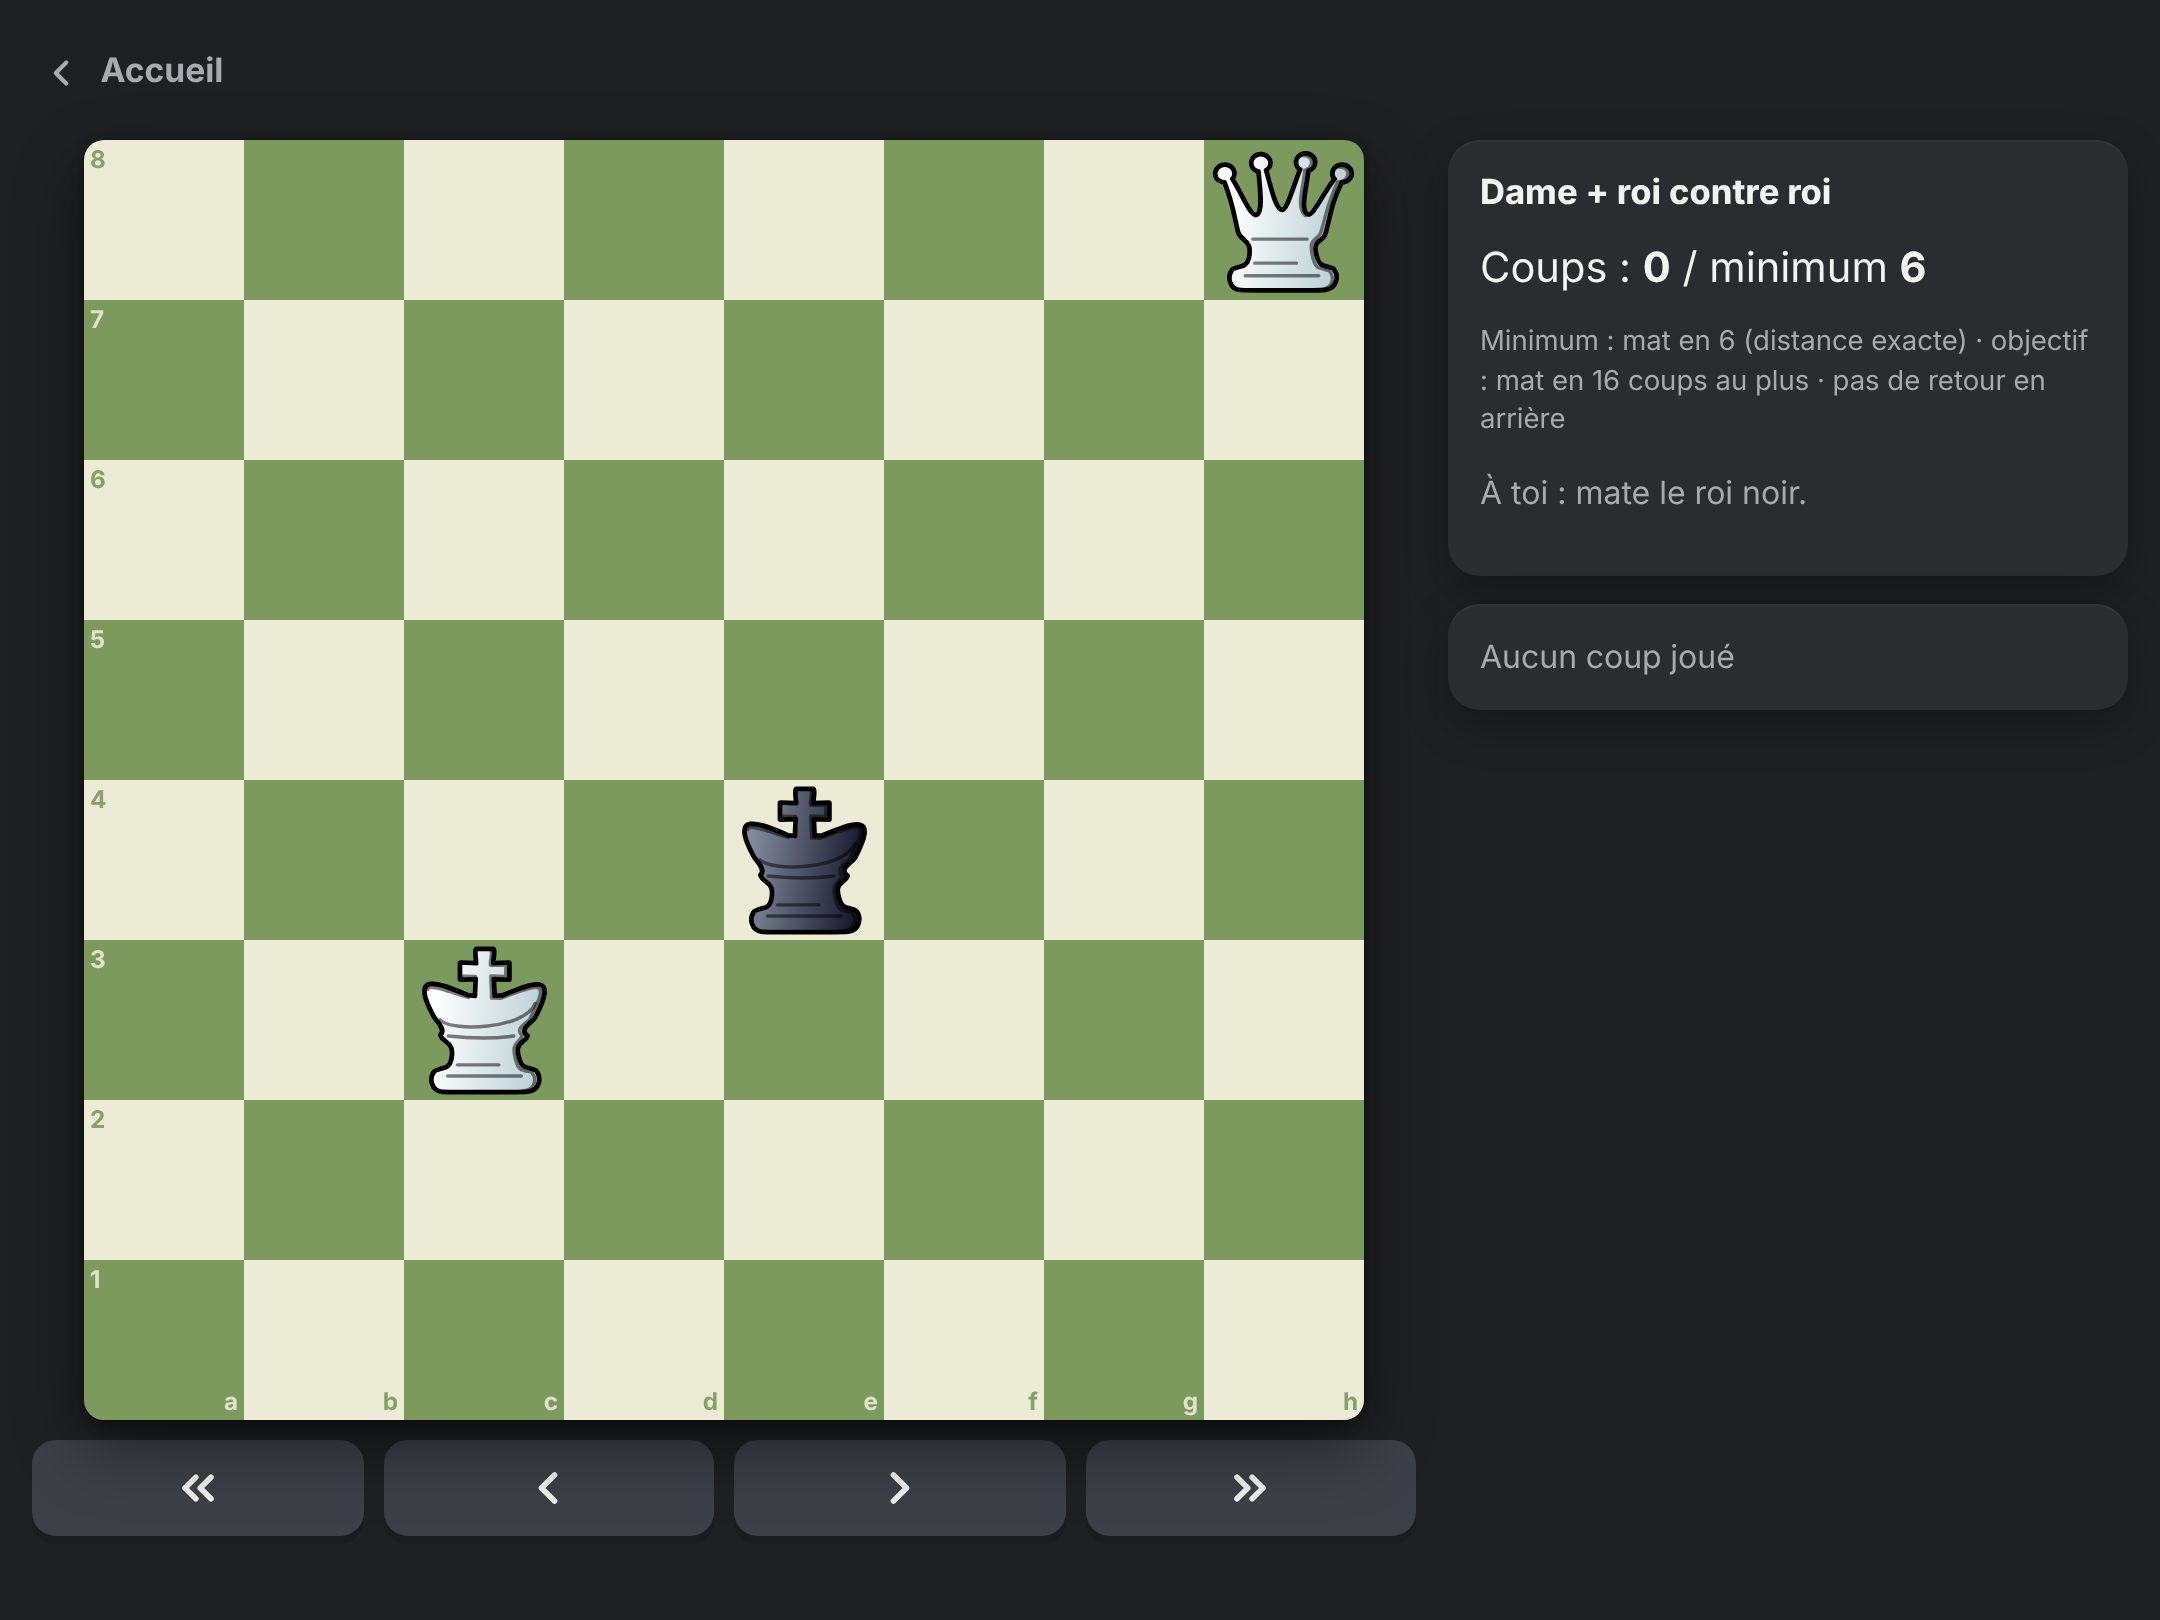 Accueil
8
7
6
5
4
3
2
1
a b c d e f g h
Dame + roi contre roi
Coups : 0 / minimum 6
Minimum : mat en 6 (distance exacte) · objectif
: mat en 16 coups au plus · pas de retour en
arrière
À toi : mate le roi noir.
Aucun coup joué